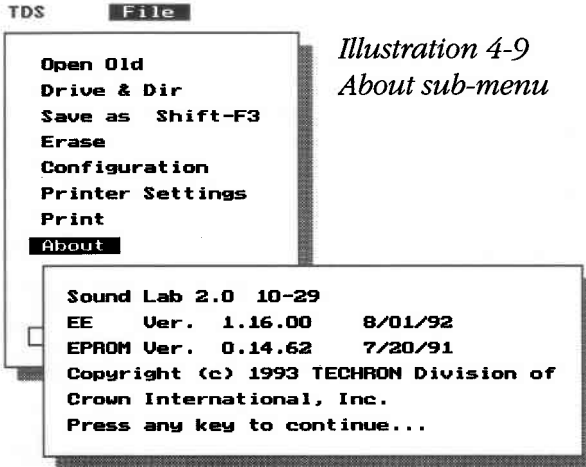 TDS File
Illustration 4-9
About sub-menu
Open Old
Drive & Dir
Save as Shift-F3
Erase
Configuration
Printer Settings
Print
About
Sound Lab 2.0 10-29
EE Ver. 1.16.00 8/01/92
EPROM Ver. 0.14.62 7/20/91
Copyright (c) 1993 TECHRON Division of
Crown International, Inc.
Press any key to continue...